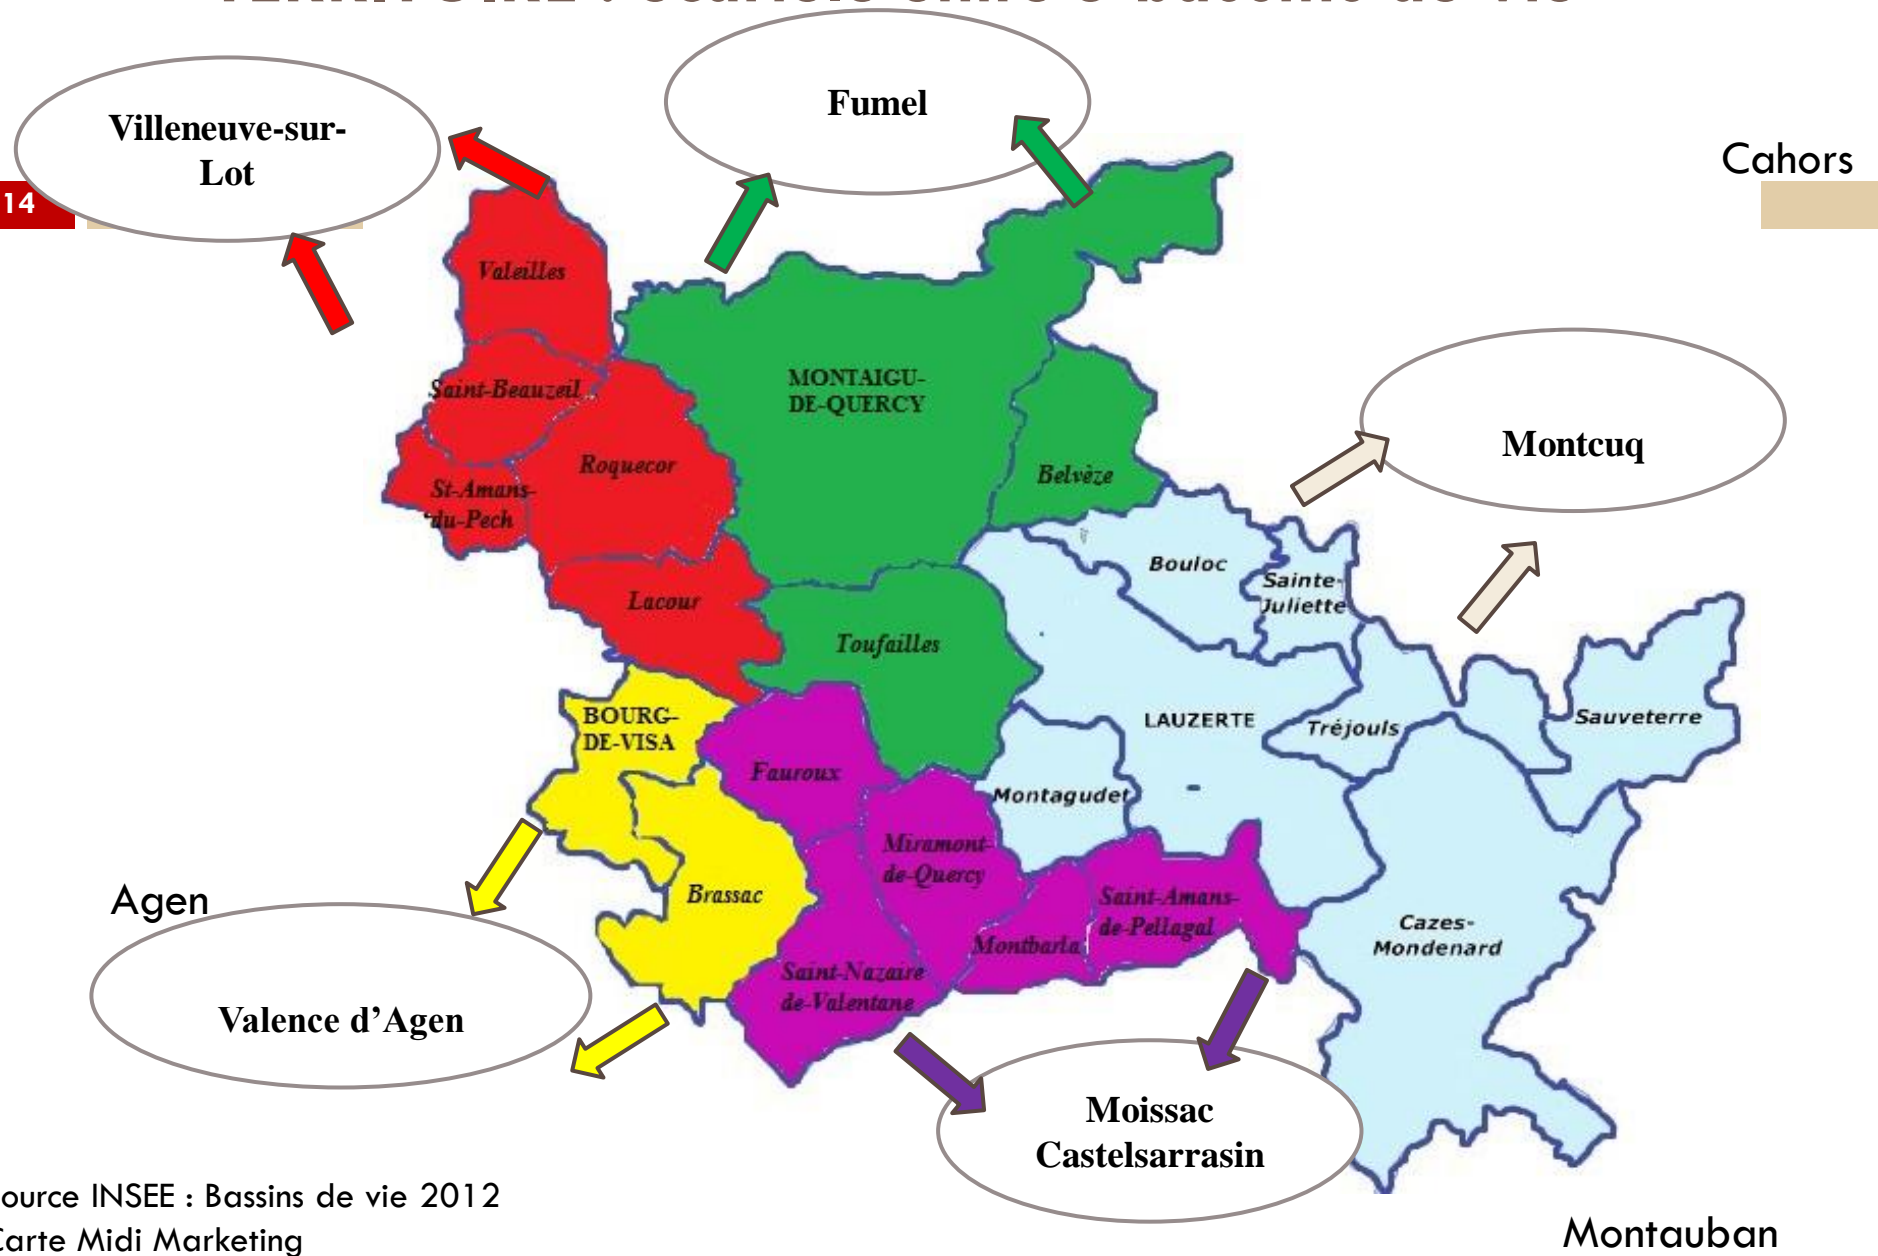 Villeneuve-sur-
Lot
Fumel
Cahors
14
Valeilles
Saint-Beauzeil
MONTAIGU-
DE-QUERCY
Montcuq
Roquecor
Belvèze
St-Amans-
du-Pech
Bouloc
Sainte-
Juliette
Lacour
Toufailles
BOURG-
DE-VISA
LAUZERTE
Tréjouls
Sauveterre
Fauroux
Montagudet
Miramont-
de-Quercy
Brassac
Agen
Saint-Amans-
de-Pellagal
Montbarla
Cazes-
Mondenard
Saint-Nazaire
de-Valentane
Valence d’Agen
Moissac
Castelsarrasin
ource INSEE : Bassins de vie 2012
Carte Midi Marketing
Montauban